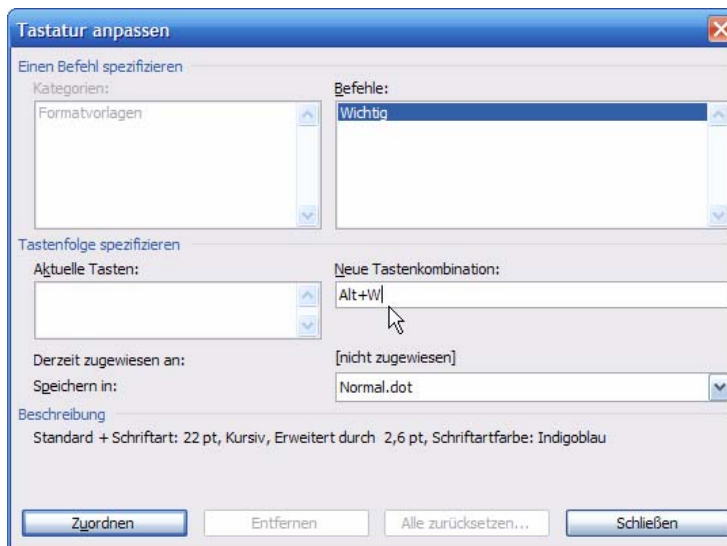 Tastatur anpassen
Einen Befehl spezifizieren
Kategorien:
Befehle:
Formatvorlagen
Wichtig
Tastenfolge spezifizieren
Aktuelle Tasten:
Neue Tastenkombination:
Alt+W
Derzeit zugewiesen an:
[nicht zugewiesen]
Speichern in:
Normal.dot
Beschreibung
Standard + Schriftart: 22 pt, Kursiv, Erweitert durch 2,6 pt, Schriftartfarbe: Indigoblau
Zuordnen
Entfernen
Alle zurücksetzen...
Schließen